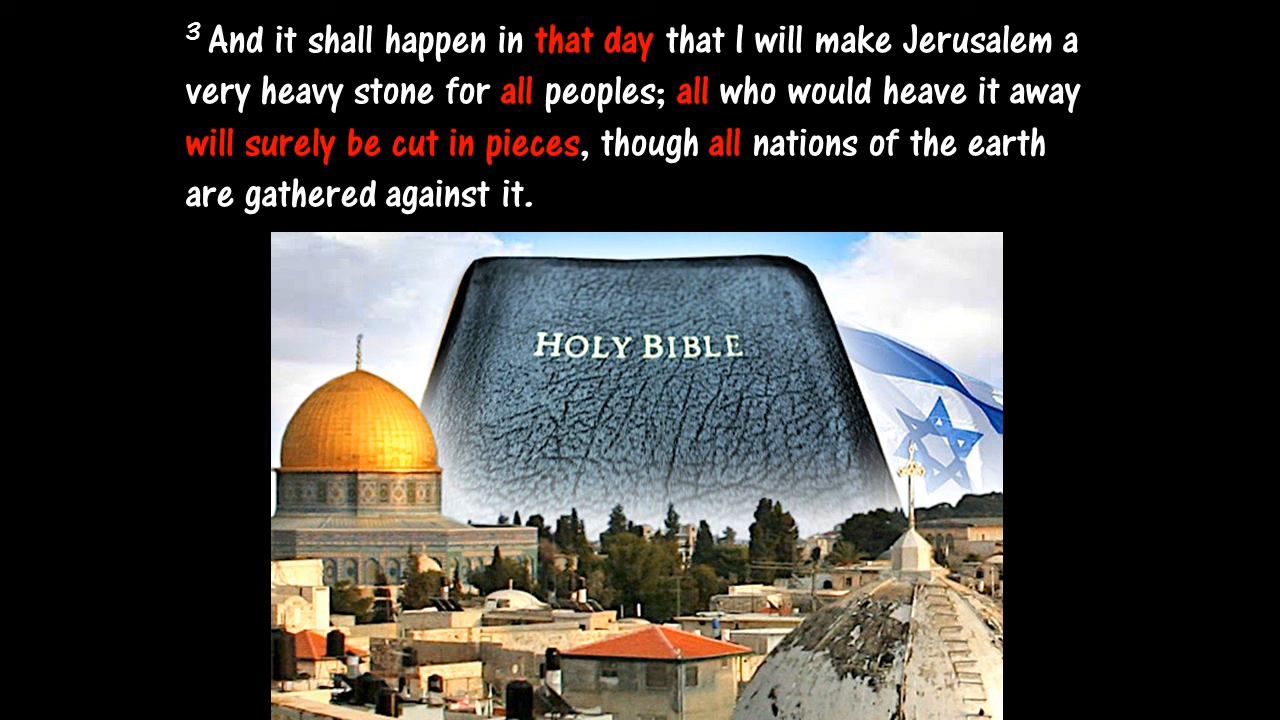 3 And it shall happen in that day that I will make Jerusalem a
very heavy stone for all peoples; all who would heave it away
will surely be cut in pieces, though all nations of the earth
are gathered against it.
HOLY BIBLE